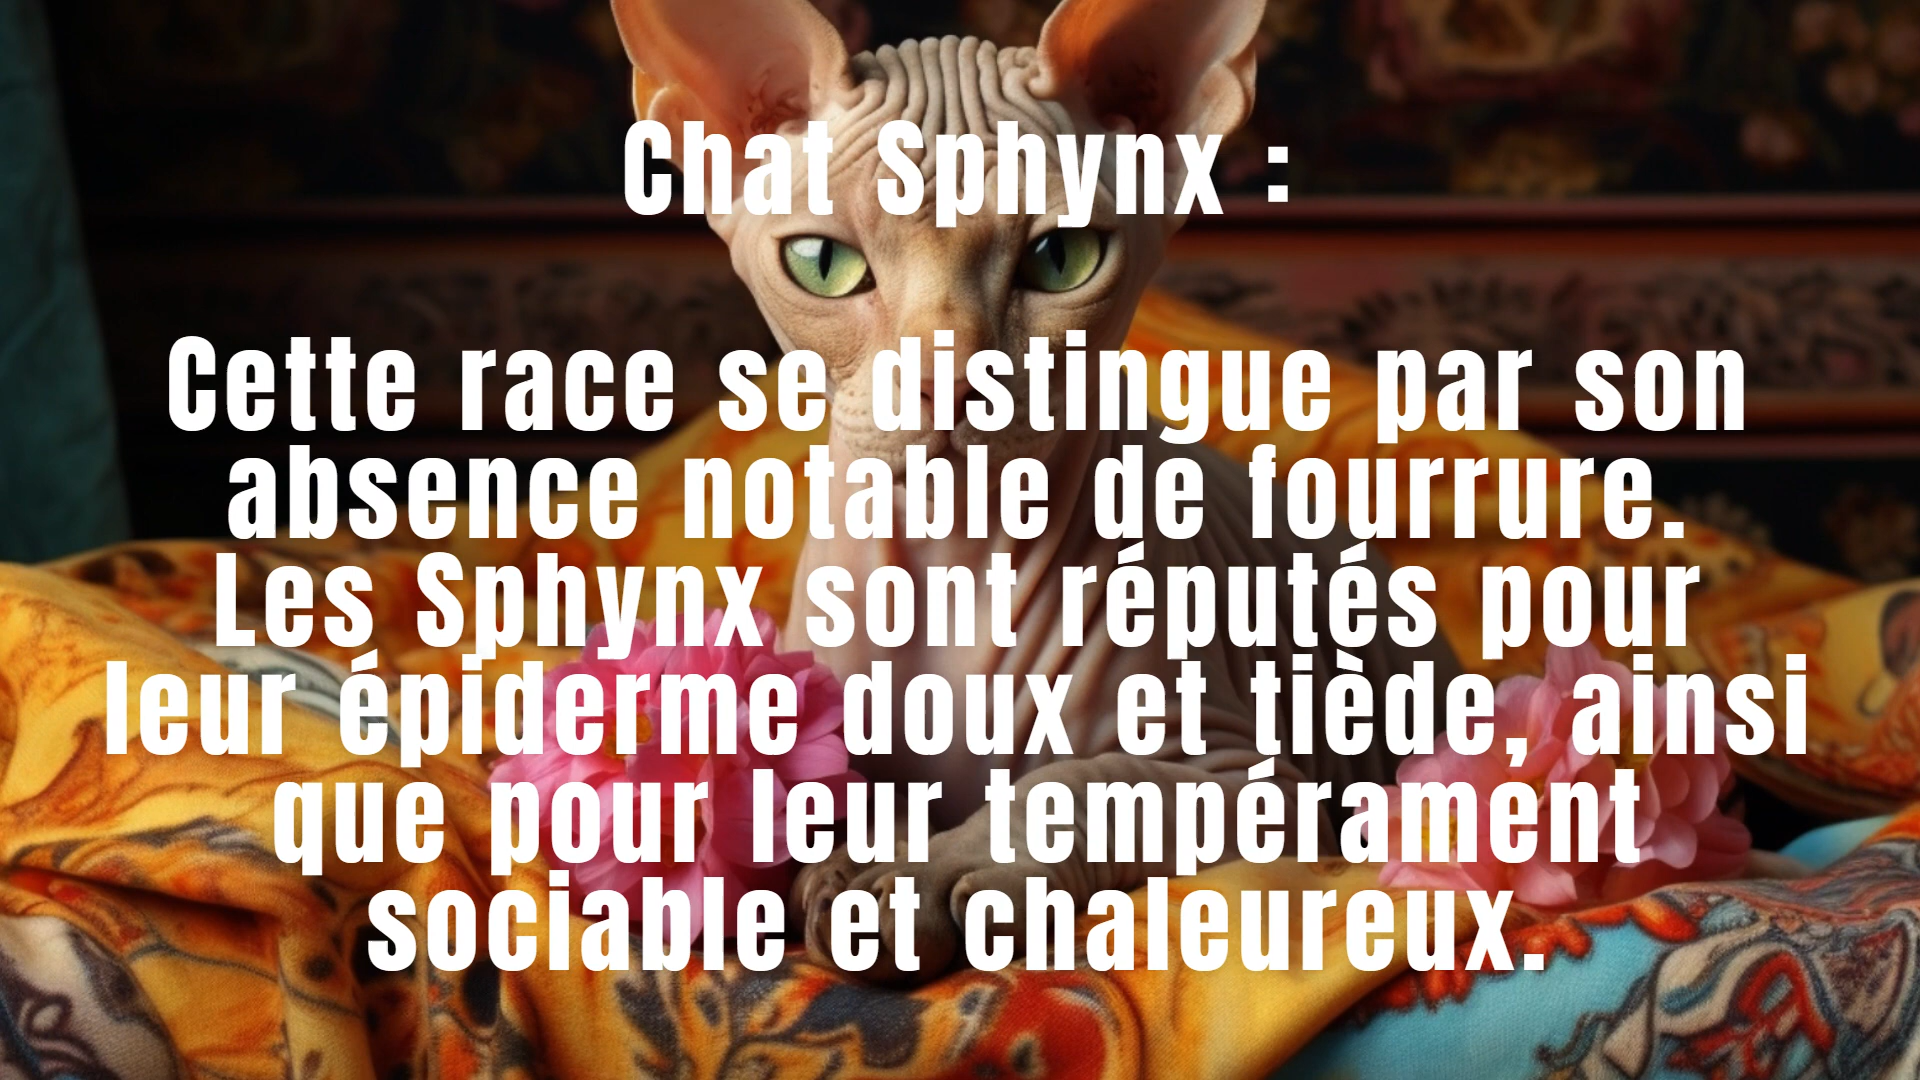 Chat Sphynx :
Cette race se distingue par son
absence notable de fourrure.
Les Sphynx sont réputés pour
leur épiderme doux et tiède, ainsi
que pour leur tempérament
sociable et chaleureux.